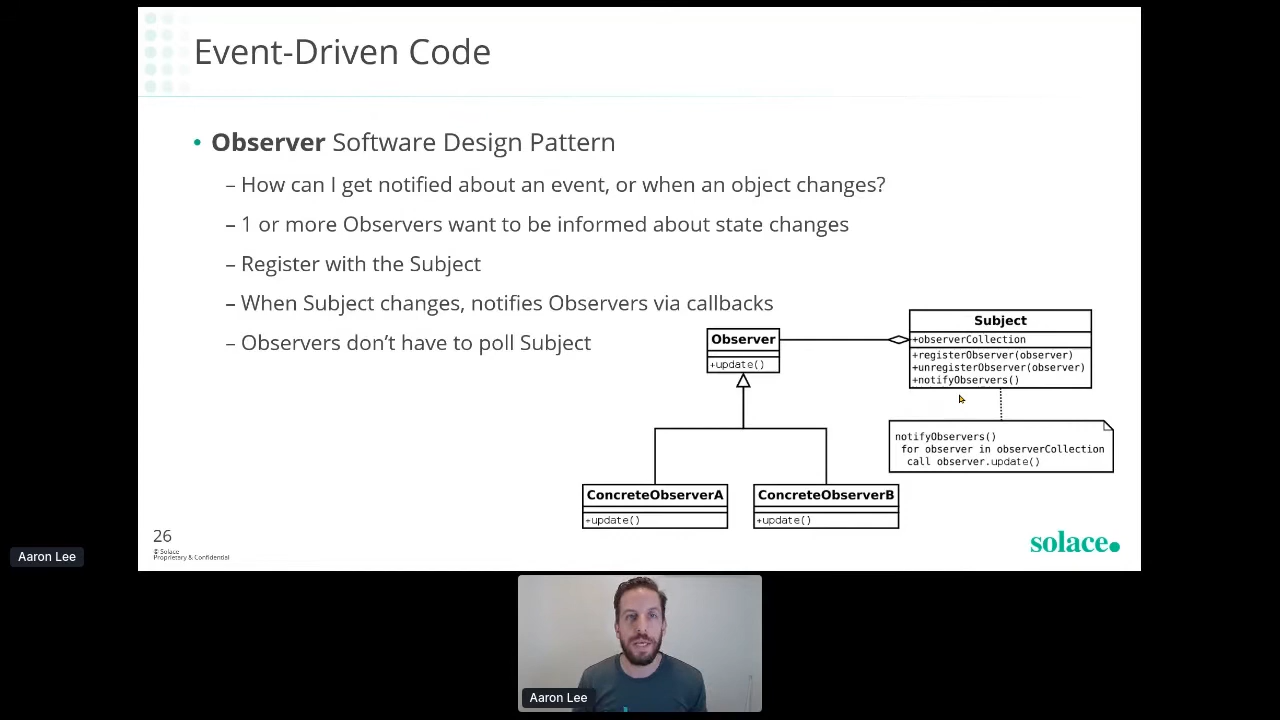 Event-Driven Code
• Observer Software Design Pattern
– How can I get notified about an event, or when an object changes?
– 1 or more Observers want to be informed about state changes
– Register with the Subject
– When Subject changes, notifies Observers via callbacks
– Observers don’t have to poll Subject
Observer
+update()
Subject
+observerCollection
+registerObserver(observer)
+unregisterObserver(observer)
+notifyObservers()
notifyObservers()
for observer in observerCollection
call observer.update()
ConcreteObserverA
+update()
ConcreteObserverB
+update()
26
© Solace
Proprietary & Confidential
solace.
Aaron Lee
Aaron Lee